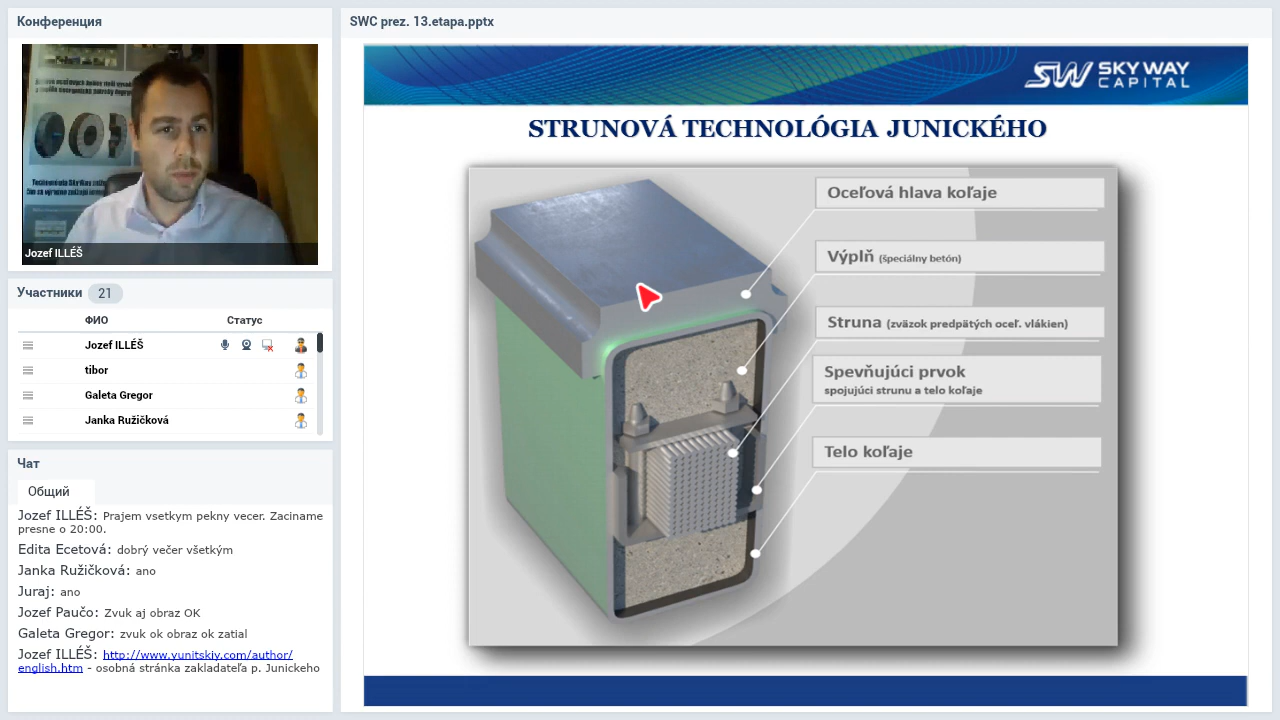 Конференция
Jozef ILLÉŠ
Участники 21
ФИО Статус
Jozef ILLÉŠ
tibor
Galeta Gregor
Janka Ružičková
Чат
Общий
Jozef ILLÉŠ: Prajem vsetkym pekny vecer. Zaciname
presne o 20:00.
Edita Ecetová: dobrý večer všetkým
Janka Ružičková: ano
Juraj: ano
Jozef Paučo: Zvuk aj obraz OK
Galeta Gregor: zvuk ok obraz ok zatial
Jozef ILLÉŠ: http://www.yunitskiy.com/author/
english.htm - osobná stránka zakladateľa p. Junickeho
SWC prez. 13.etapa.pptx
SW SKY WAY
CAPITAL
STRUNOVÁ TECHNOLÓGIA JUNICKÉHO
Oceľová hlava koľaje
Výplň (špeciálny betón)
Struna (zväzok predpätých oceľ. vlákien)
Spevňujúci prvok
spojujúci strunu a telo koľaje
Telo koľaje